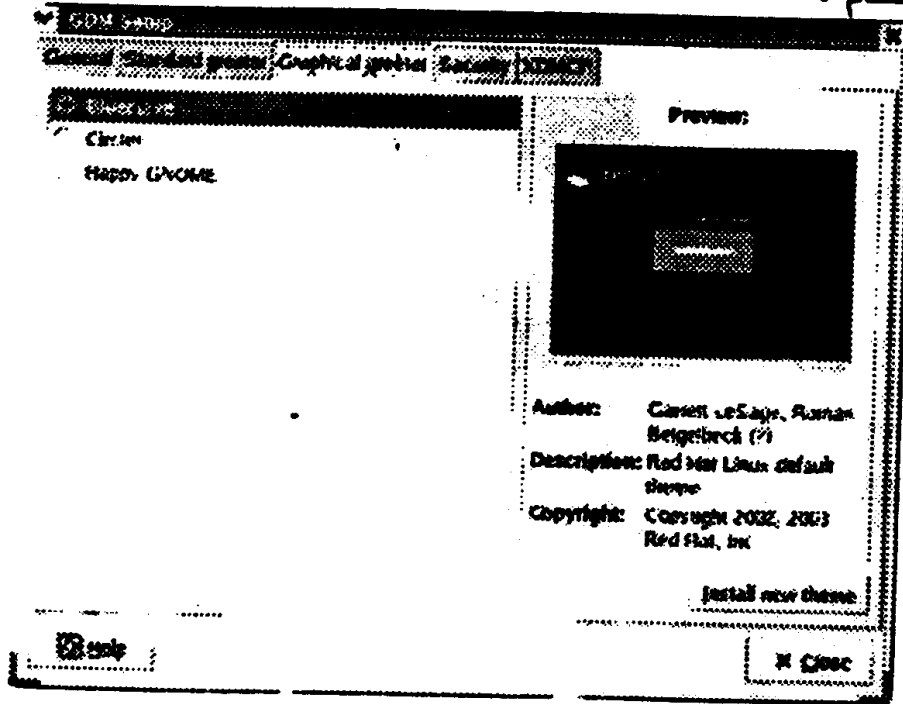 GDM Setup
General Standard greeter Graphical greeter Security XDMCP
Bluecurve
Circles
Happy GNOME
Preview:
Author: Garrett LeSage, Roman
Beigelbeck (?)
Description: Red Hat Linux default
theme
Copyright: Copyright 2002, 2003
Red Hat, Inc
Install new theme
Help
Close